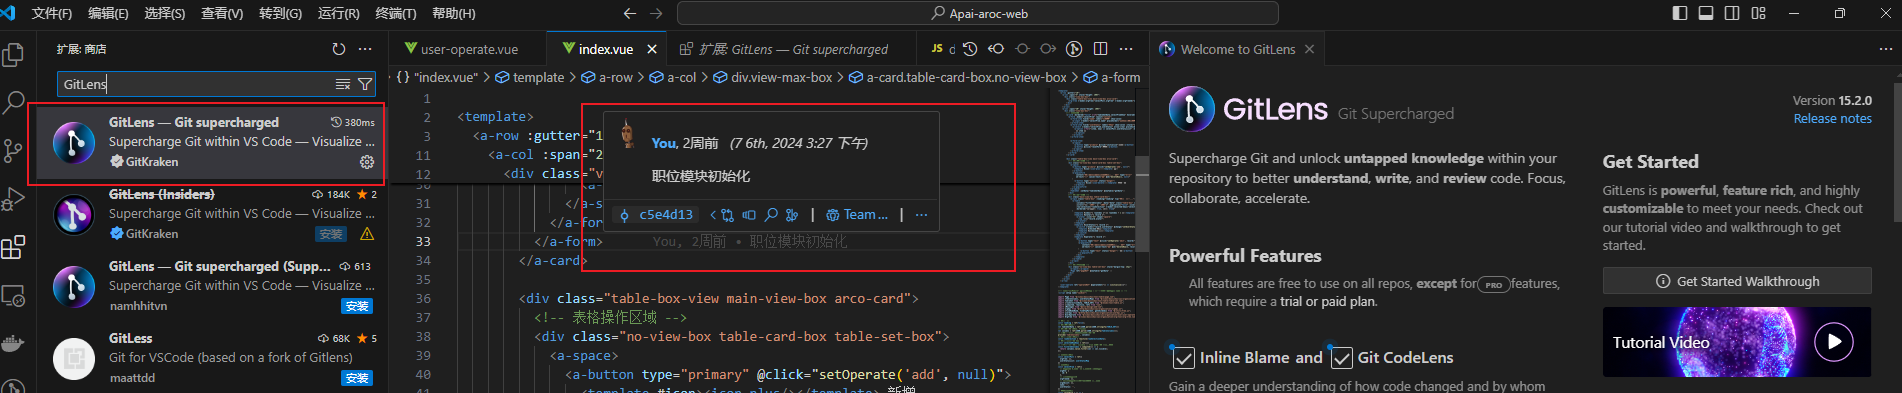 文件(F) 编辑(E) 选择(S) 查看(V) 转到(G) 运行(R) 终端(T) 帮助(H)
Apai-aroc-web
扩展: 商店
GitLens
GitLens — Git supercharged 380ms
Supercharge Git within VS Code — Visualize ...
GitKraken
GitLens (Insiders) 184K 2
Supercharge Git within VS Code — Visualize ...
GitKraken 安装
GitLens — Git supercharged (Supp... 613
Supercharge Git within VS Code — Visualize ...
namhhitvn 安装
GitLess 68K 5
Git for VSCode (based on a fork of Gitlens)
maattdd 安装
user-operate.vue index.vue 扩展: GitLens — Git supercharged JS d
{} "index.vue" > template > a-row > a-col > div.view-max-box > a-card.table-card-box.no-view-box > a-form
1
2 <template>
3 <a-row :gutter="1
11 <a-col :span="2
12 <div class="v
30 <a-
31 </a-s
32 </a-for
33 </a-form> You, 2周前 • 职位模块初始化
34 </a-card>
35
36 <div class="table-box-view main-view-box arco-card">
37 <!-- 表格操作区域 -->
38 <div class="no-view-box table-card-box table-set-box">
39 <a-space>
40 <a-button type="primary" @click="setOperate('add', null)">
41 <template #icon><icon-plus/></template> 新增
You, 2周前 (7 6th, 2024 3:27 下午)
职位模块初始化
c5e4d13 | Team... | ...
Welcome to GitLens
GitLens Git Supercharged
Version 15.2.0
Release notes
Supercharge Git and unlock untapped knowledge within your
repository to better understand, write, and review code. Focus,
collaborate, accelerate.
Powerful Features
All features are free to use on all repos, except for PRO features,
which require a trial or paid plan.
Inline Blame and Git CodeLens
Gain a deeper understanding of how code changed and by whom
Get Started
GitLens is powerful, feature rich, and highly
customizable to meet your needs. Check out
our tutorial video and walkthrough to get
started.
Get Started Walkthrough
Tutorial Video